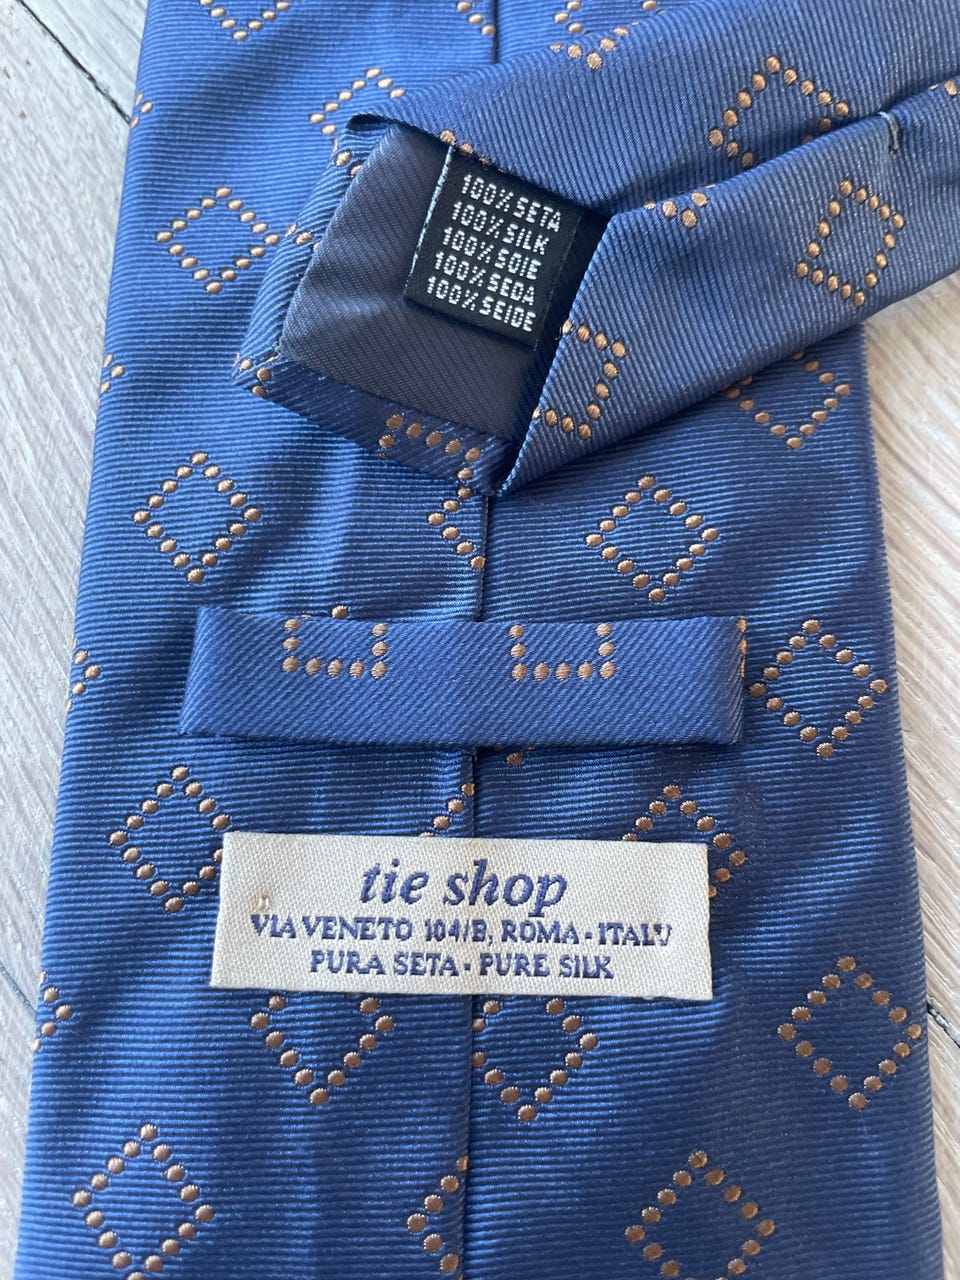 100% SETA
100% SILK
100% SOIE
100% SEDA
100% SEIDE
tie shop
VIA VENETO 104/B, ROMA - ITALY
PURA SETA - PURE SILK